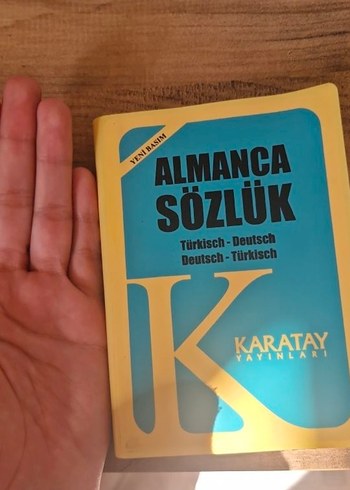 YENİ BASIM
ALMANCA
SÖZLÜK
Türkisch - Deutsch
Deutsch - Türkisch
K
KARATAY
YAYINLARI